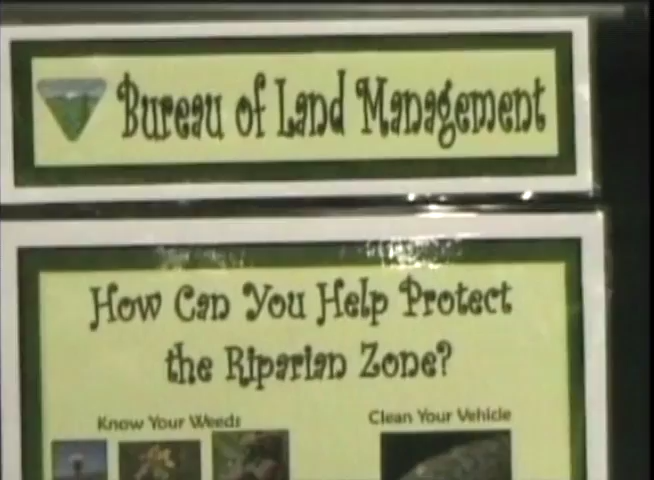 Bureau of Land Management
How Can You Help Protect
the Riparian Zone?
Know Your Weeds
Clean Your Vehicle